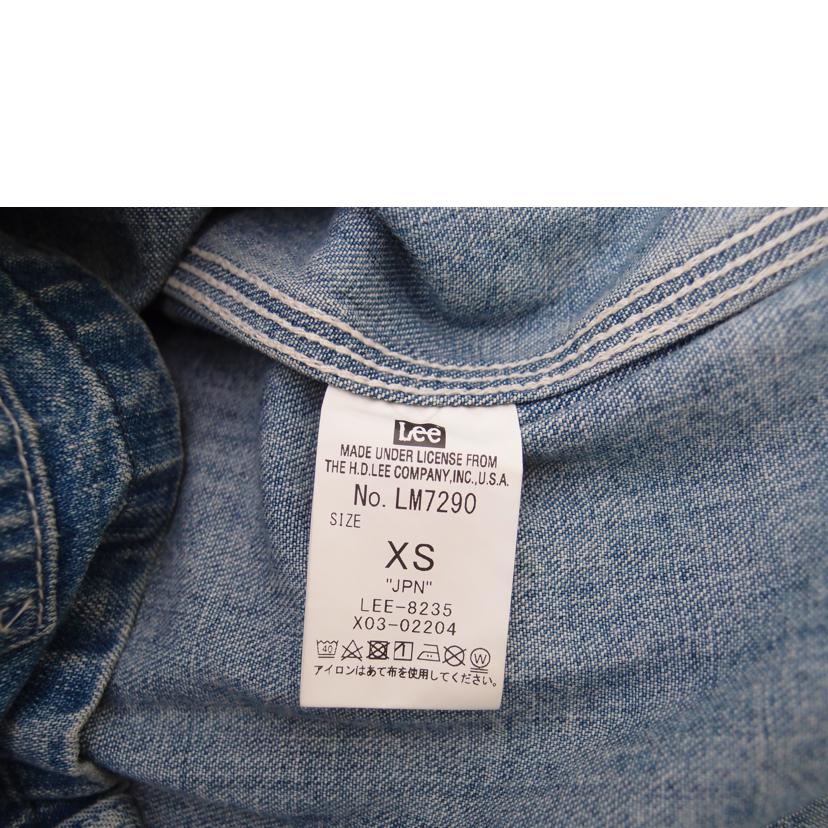 Lee
MADE UNDER LICENSE FROM
THE H.D.LEE COMPANY,INC.,U.S.A.
No. LM7290
SIZE
XS
"JPN"
LEE-8235
X03-02204
40 W
アイロンはあて布を使用してください。